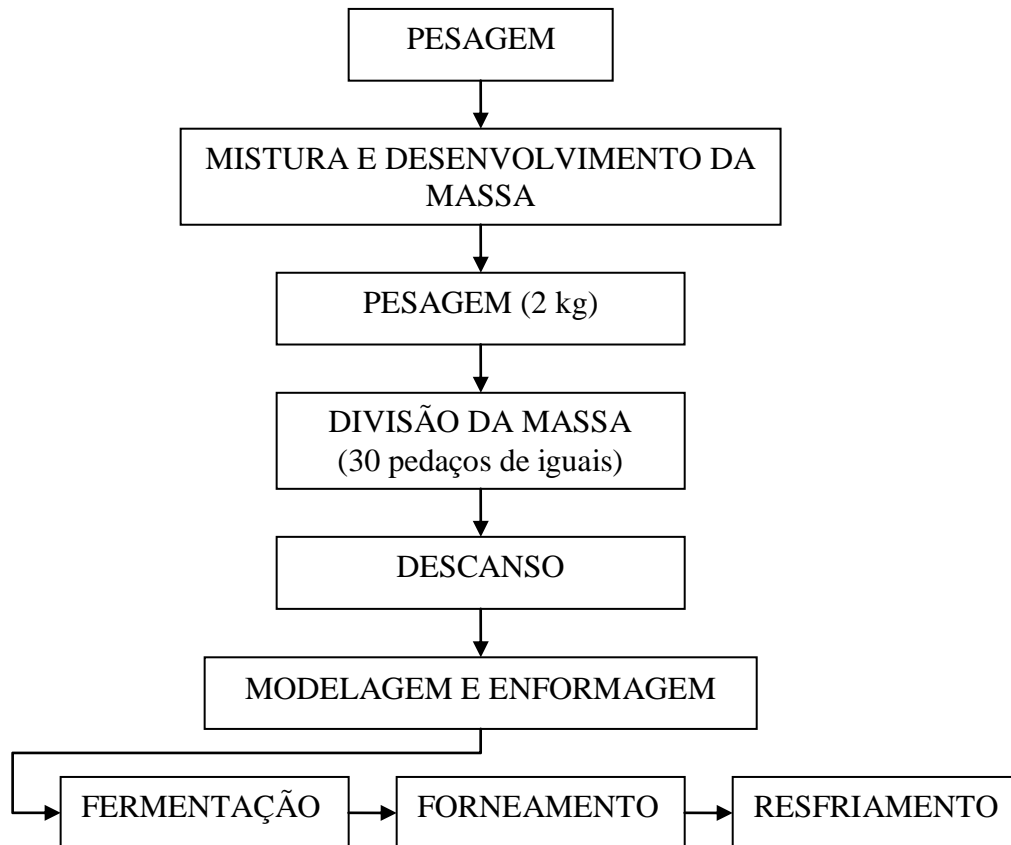 PESAGEM
MISTURA E DESENVOLVIMENTO DA
MASSA
PESAGEM (2 kg)
DIVISÃO DA MASSA
(30 pedaços de iguais)
DESCANSO
MODELAGEM E ENFORMAGEM
FERMENTAÇÃO
FORNEAMENTO
RESFRIAMENTO